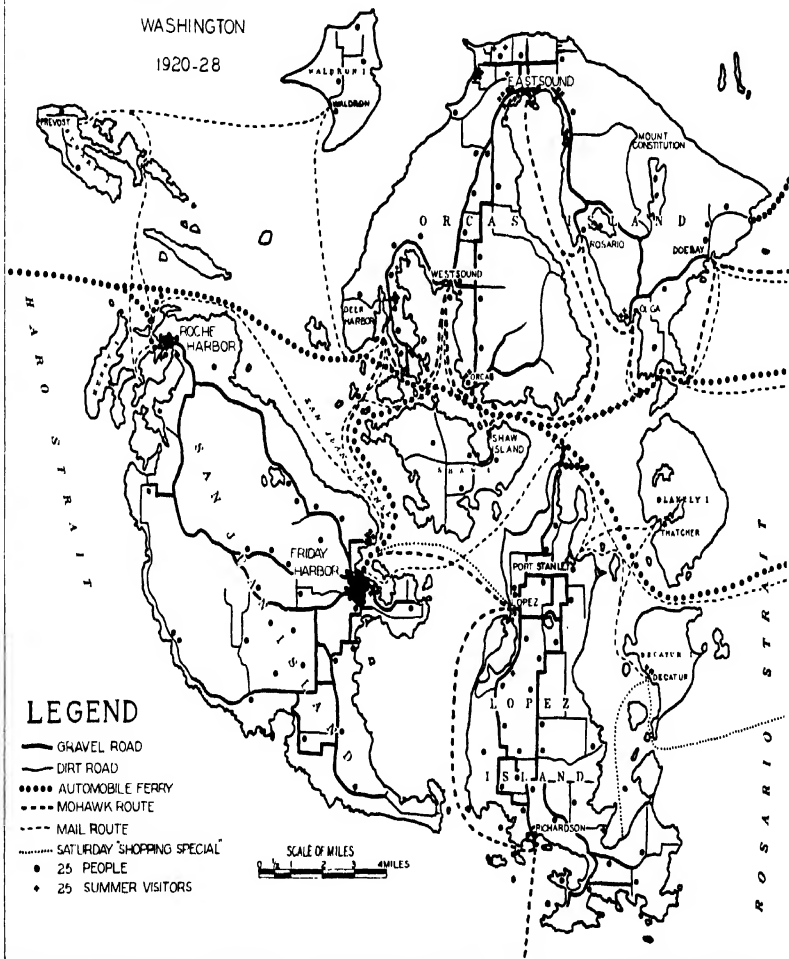 WASHINGTON
1920-28
WALDRON I
WALDRON
EASTSOUND
PREVOST
MOUNT
CONSTITUTION
ORCAS ISLAND
ROSARIO
DOEBAY
WESTSOUND
DEER
HARBOR
OLGA
HARO STRAIT
ROCHE
HARBOR
ORCAS
SAN JUAN
SHAW
ISLAND
SHAW
SAN JUAN ISLAND
BLAKELY I
THATCHER
FRIDAY
HARBOR
PORT STANLEY
LOPEZ
DECATUR I
DECATUR
ROSARIO STRAIT
LOPEZ
ISLAND
RICHARDSON
LEGEND
GRAVEL ROAD
DIRT ROAD
AUTOMOBILE FERRY
MOHAWK ROUTE
MAIL ROUTE
SATURDAY "SHOPPING SPECIAL"
25 PEOPLE
25 SUMMER VISITORS
SCALE OF MILES
0 ½ 1 2 3 4 MILES